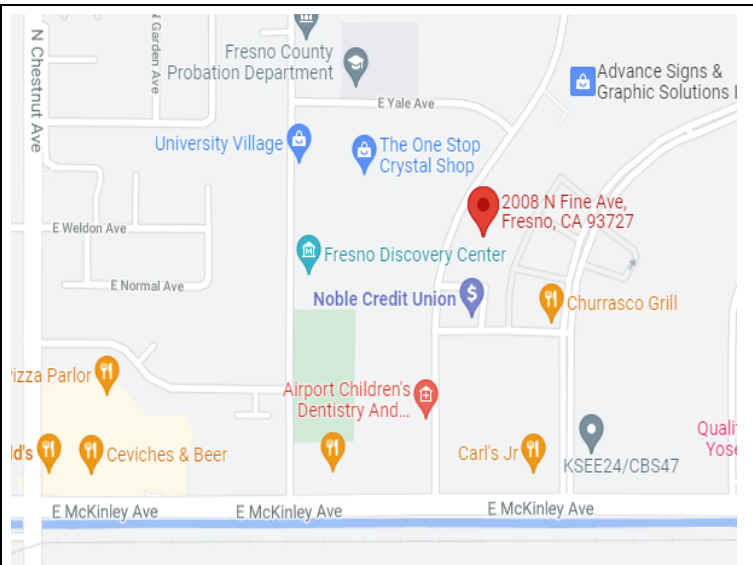 N Chestnut Ave
N Garden Ave
Fresno County
Probation Department
Advance Signs &
Graphic Solutions I
E Yale Ave
University Village
The One Stop
Crystal Shop
2008 N Fine Ave,
Fresno, CA 93727
E Weldon Ave
Fresno Discovery Center
E Normal Ave
Noble Credit Union
Churrasco Grill
izza Parlor
Airport Children's
Dentistry And...
ld's
Ceviches & Beer
Carl's Jr
KSEE24/CBS47
Quali
Yose
E McKinley Ave
E McKinley Ave
E McKinley Ave